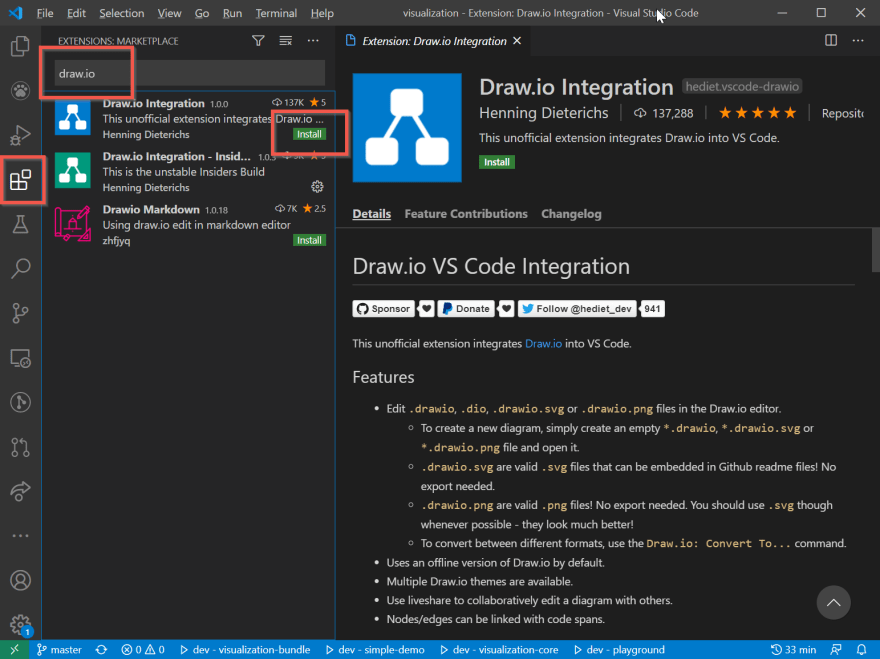 File Edit Selection View Go Run Terminal Help visualization - Extension: Draw.io Integration - Visual Studio Code
EXTENSIONS: MARKETPLACE
draw.io
Draw.io Integration 1.0.0 137K 5
This unofficial extension integrates Draw.io ...
Henning Dieterichs Install
Draw.io Integration - Insid... 5
This is the unstable Insiders Build
Henning Dieterichs
Drawio Markdown 1.0.18 7K 2.5
Using draw.io edit in markdown editor
zhfjyq Install
Extension: Draw.io Integration
Draw.io Integration hediet.vscode-drawio
Henning Dieterichs 137,288 Reposito
This unofficial extension integrates Draw.io into VS Code.
Install
Details Feature Contributions Changelog
Draw.io VS Code Integration
Sponsor Donate Follow @hediet_dev 941
This unofficial extension integrates Draw.io into VS Code.
Features
Edit .drawio, .dio, .drawio.svg or .drawio.png files in the Draw.io editor.
To create a new diagram, simply create an empty *.drawio, *.drawio.svg or
*.drawio.png file and open it.
.drawio.svg are valid .svg files that can be embedded in Github readme files! No
export needed.
.drawio.png are valid .png files! No export needed. You should use .svg though
whenever possible - they look much better!
To convert between different formats, use the Draw.io: Convert To... command.
Uses an offline version of Draw.io by default.
Multiple Draw.io themes are available.
Use liveshare to collaboratively edit a diagram with others.
Nodes/edges can be linked with code spans.
1
master 0 0 dev - visualization-bundle dev - simple-demo dev - visualization-core dev - playground 33 min